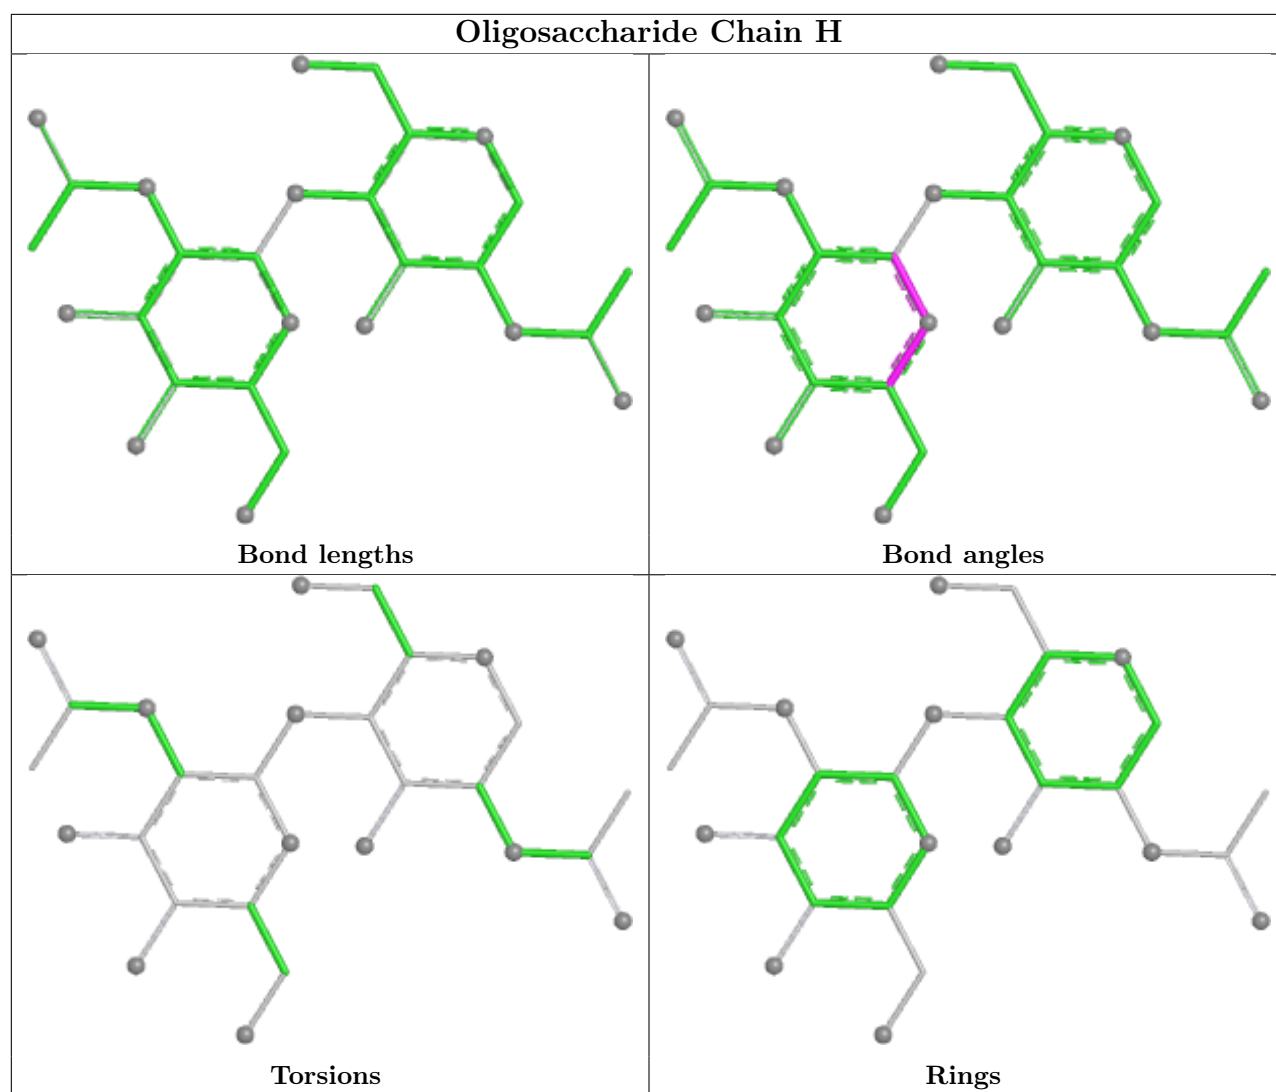 Oligosaccharide Chain H
Bond lengths
Bond angles
Torsions
Rings